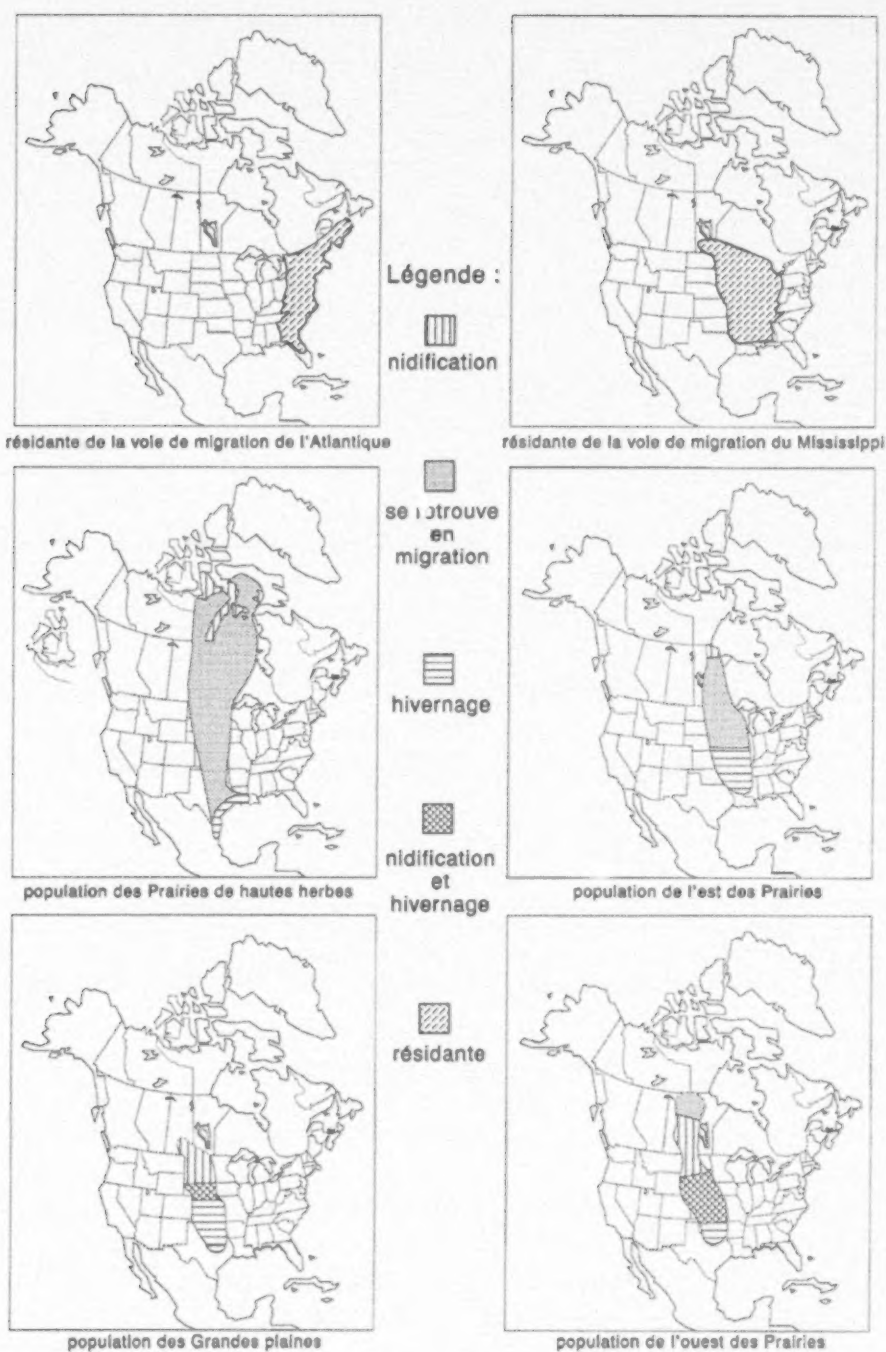 résidante de la voie de migration de l'Atlantique
résidante de la voie de migration du Mississippi
Légende :
nidification
se retrouve
en
migration
hivernage
nidification
et
hivernage
résidante
population des Prairies de hautes herbes
population de l'est des Prairies
population des Grandes plaines
population de l'ouest des Prairies